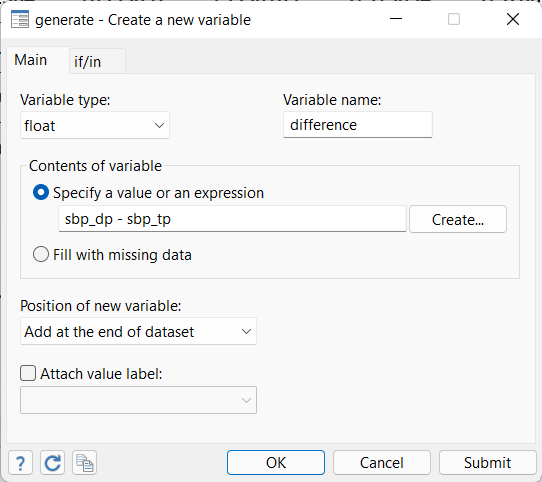 generate - Create a new variable
Main
if/in
Variable type:
Variable name:
float
difference
Contents of variable
Specify a value or an expression
sbp_dp - sbp_tp
Create...
Fill with missing data
Position of new variable:
Add at the end of dataset
Attach value label:
?
OK
Cancel
Submit